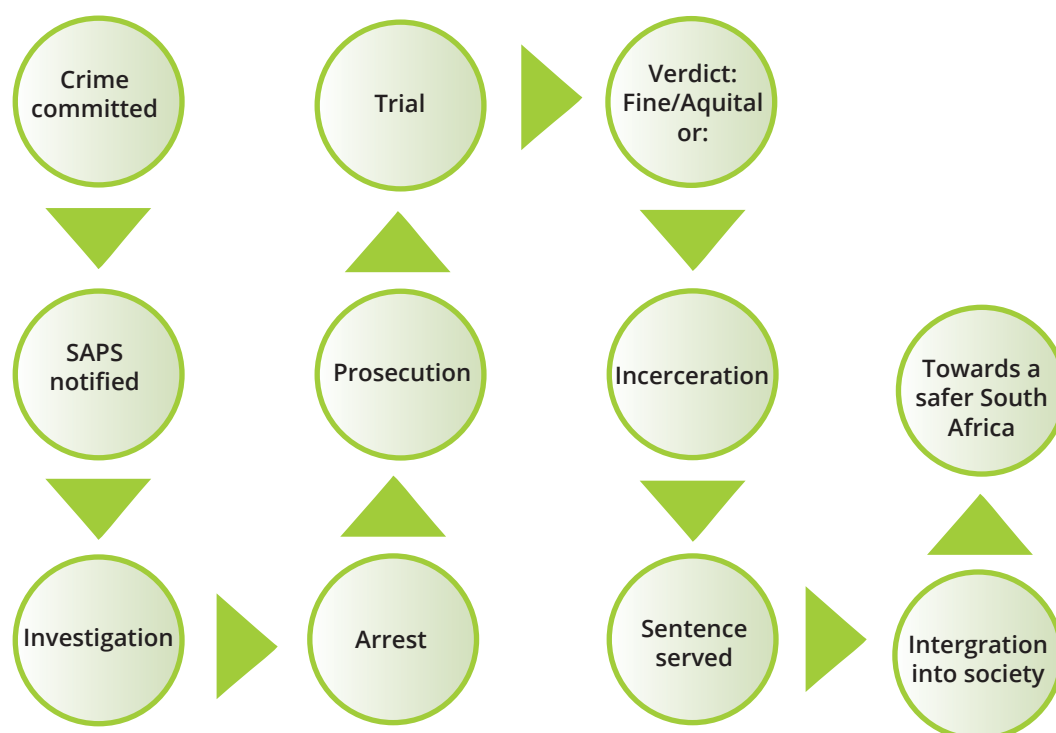 Crime
committed
SAPS
notified
Investigation
Arrest
Prosecution
Trial
Verdict:
Fine/Aquital
or:
Incerceration
Sentence
served
Intergration
into society
Towards a
safer South
Africa